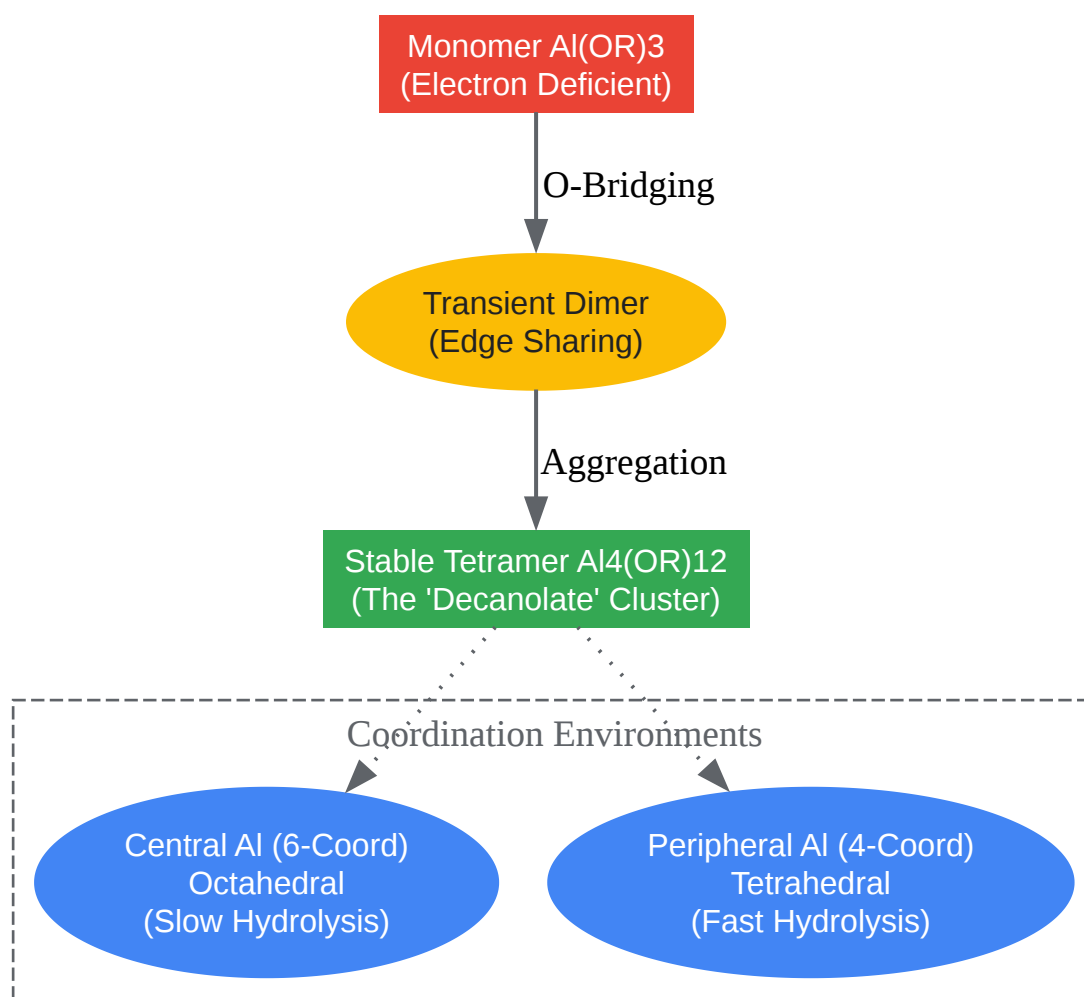 Monomer Al(OR)3
(Electron Deficient)
O-Bridging
Transient Dimer
(Edge Sharing)
Aggregation
Stable Tetramer Al4(OR)12
(The 'Decanolate' Cluster)
Coordination Environments
Central Al (6-Coord)
Octahedral
(Slow Hydrolysis)
Peripheral Al (4-Coord)
Tetrahedral
(Fast Hydrolysis)